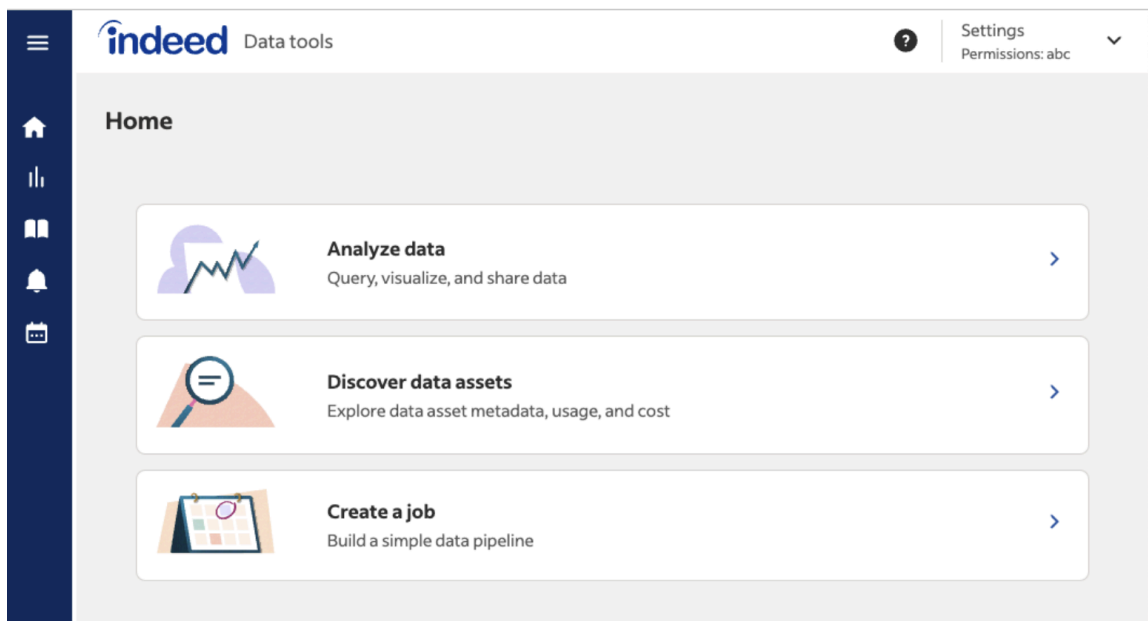 indeed Data tools
?
Settings
Permissions: abc
Home
Analyze data
Query, visualize, and share data
Discover data assets
Explore data asset metadata, usage, and cost
Create a job
Build a simple data pipeline